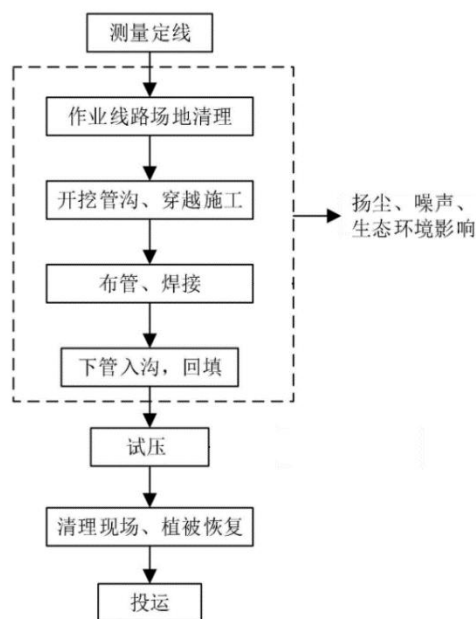 测量定线
作业线路场地清理
开挖管沟、穿越施工
扬尘、噪声、
生态环境影响
布管、焊接
下管入沟，回填
试压
清理现场、植被恢复
投运